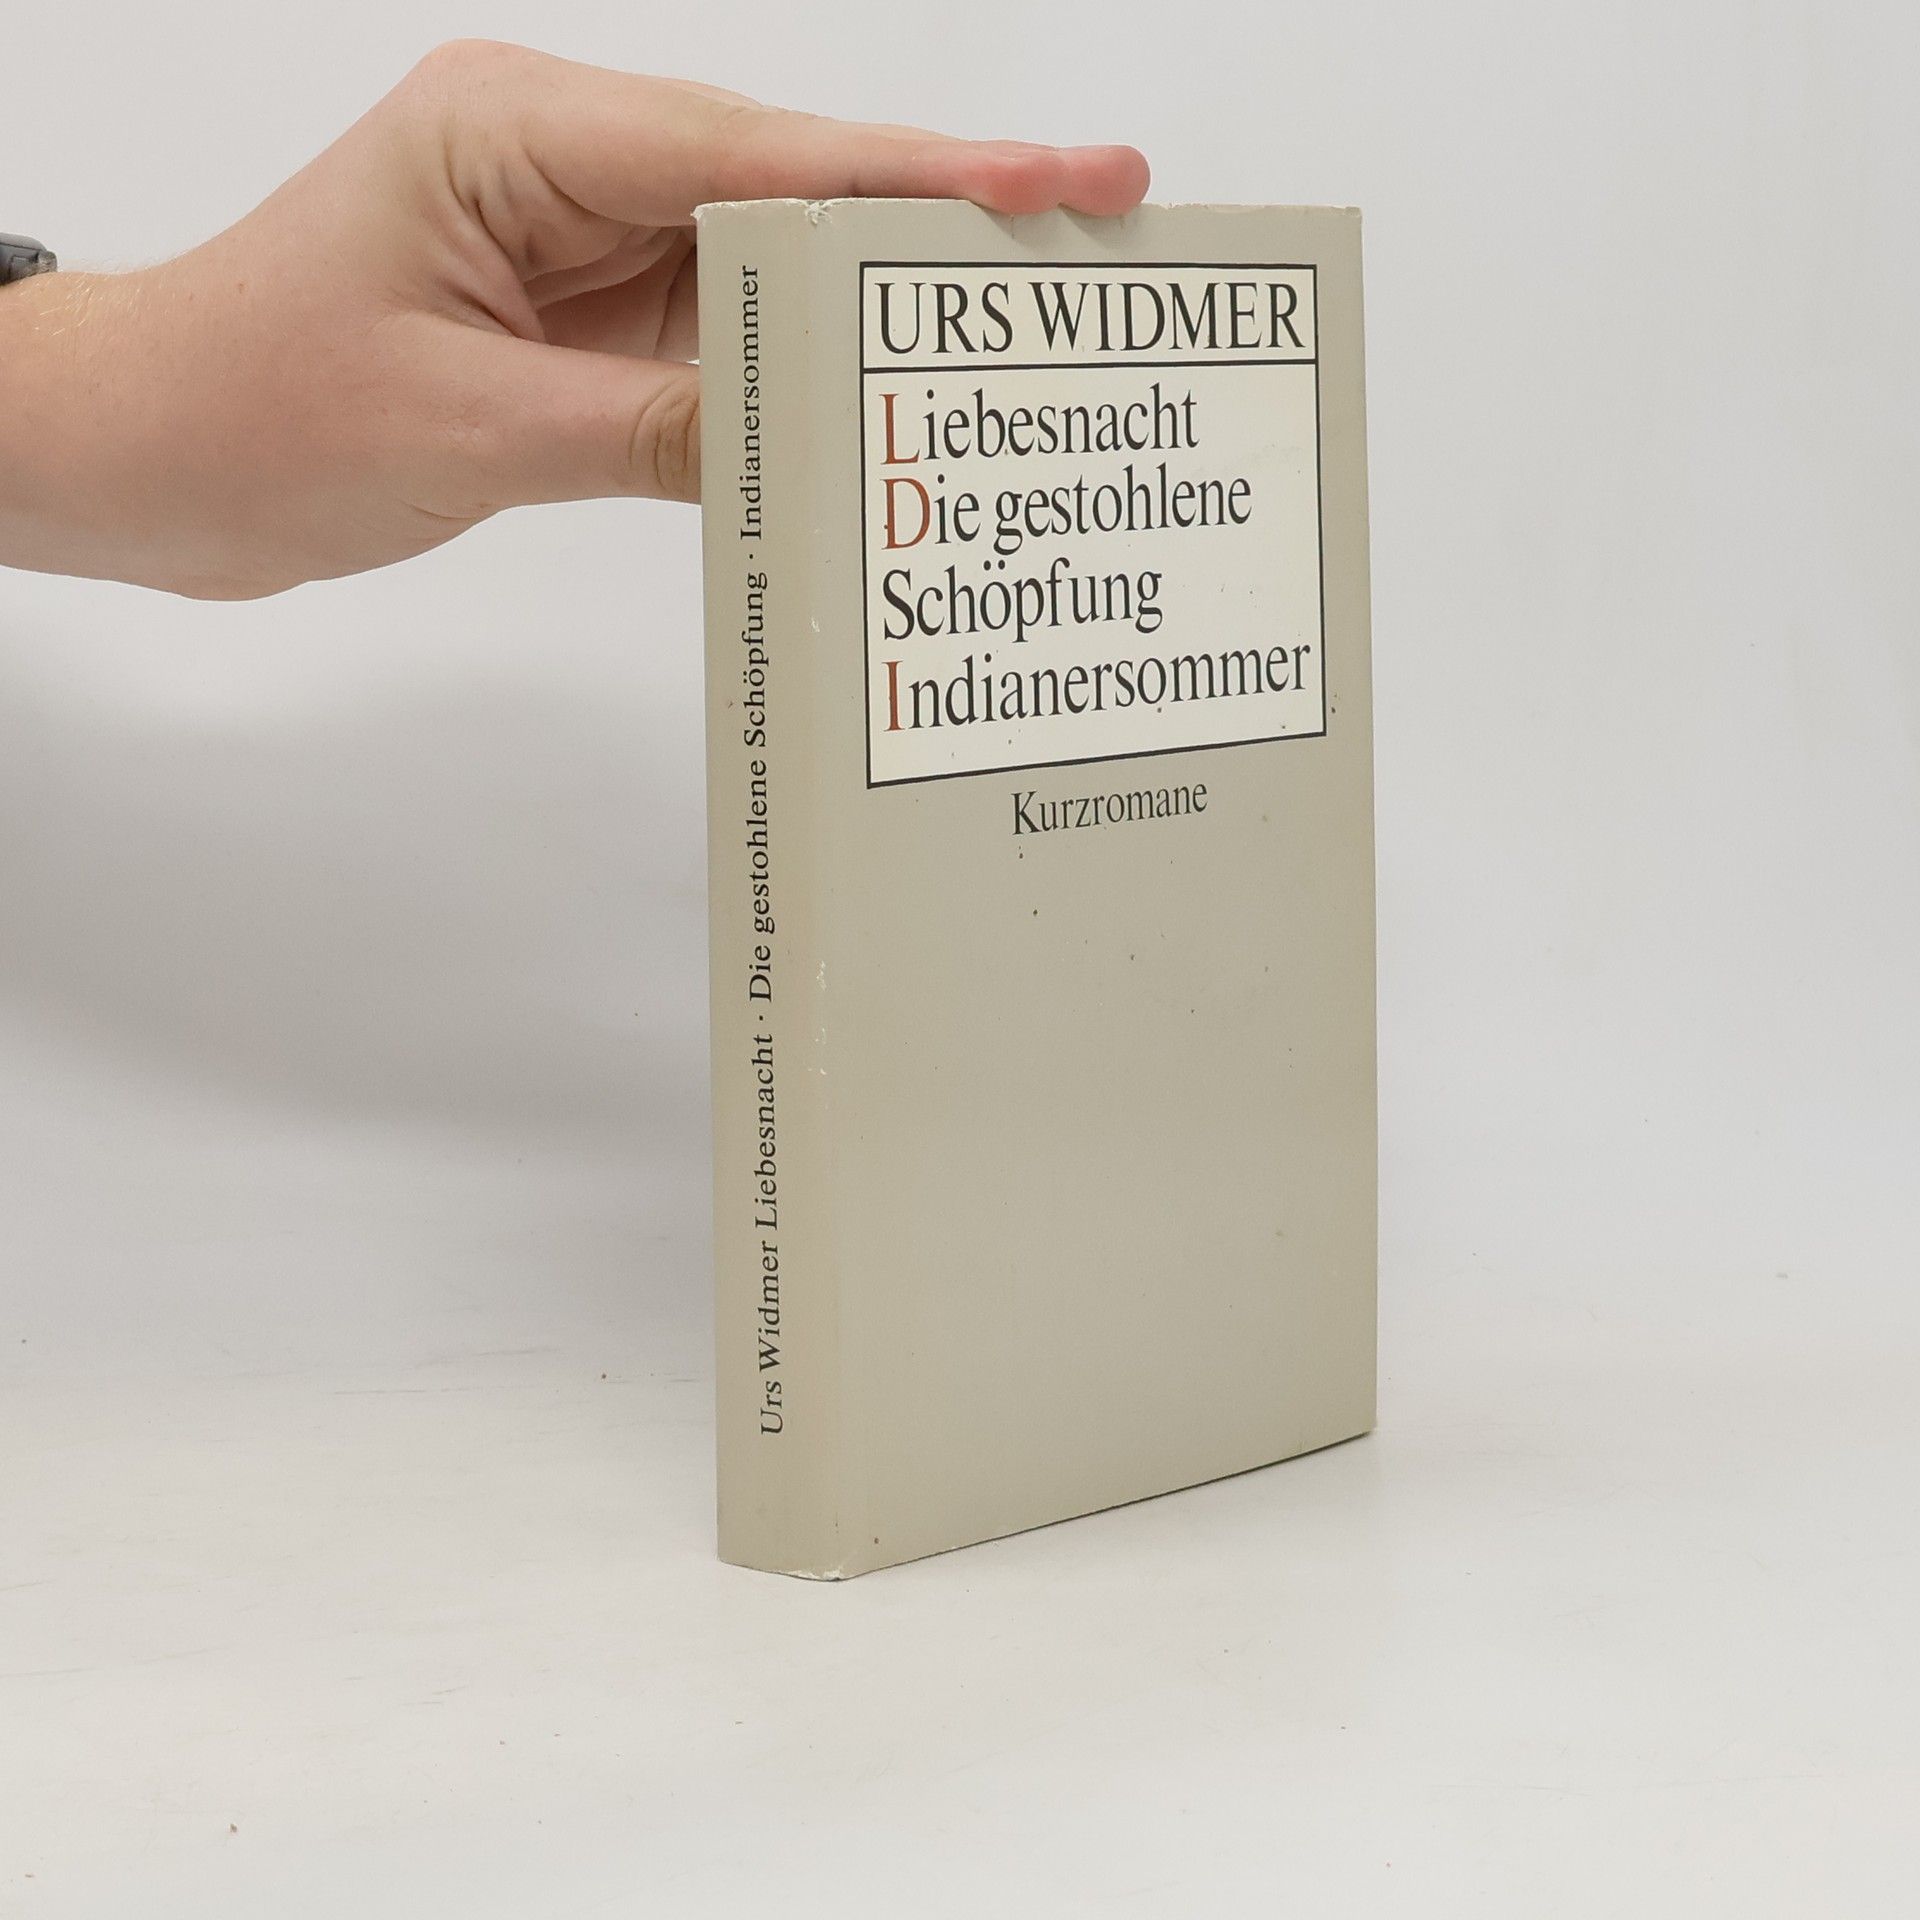 URS WIDMER
Liebesnacht
Die gestohlene
Schöpfung
Indianersommer
Kurzromane
Urs Widmer Liebesnacht · Die gestohlene Schöpfung · Indianersommer